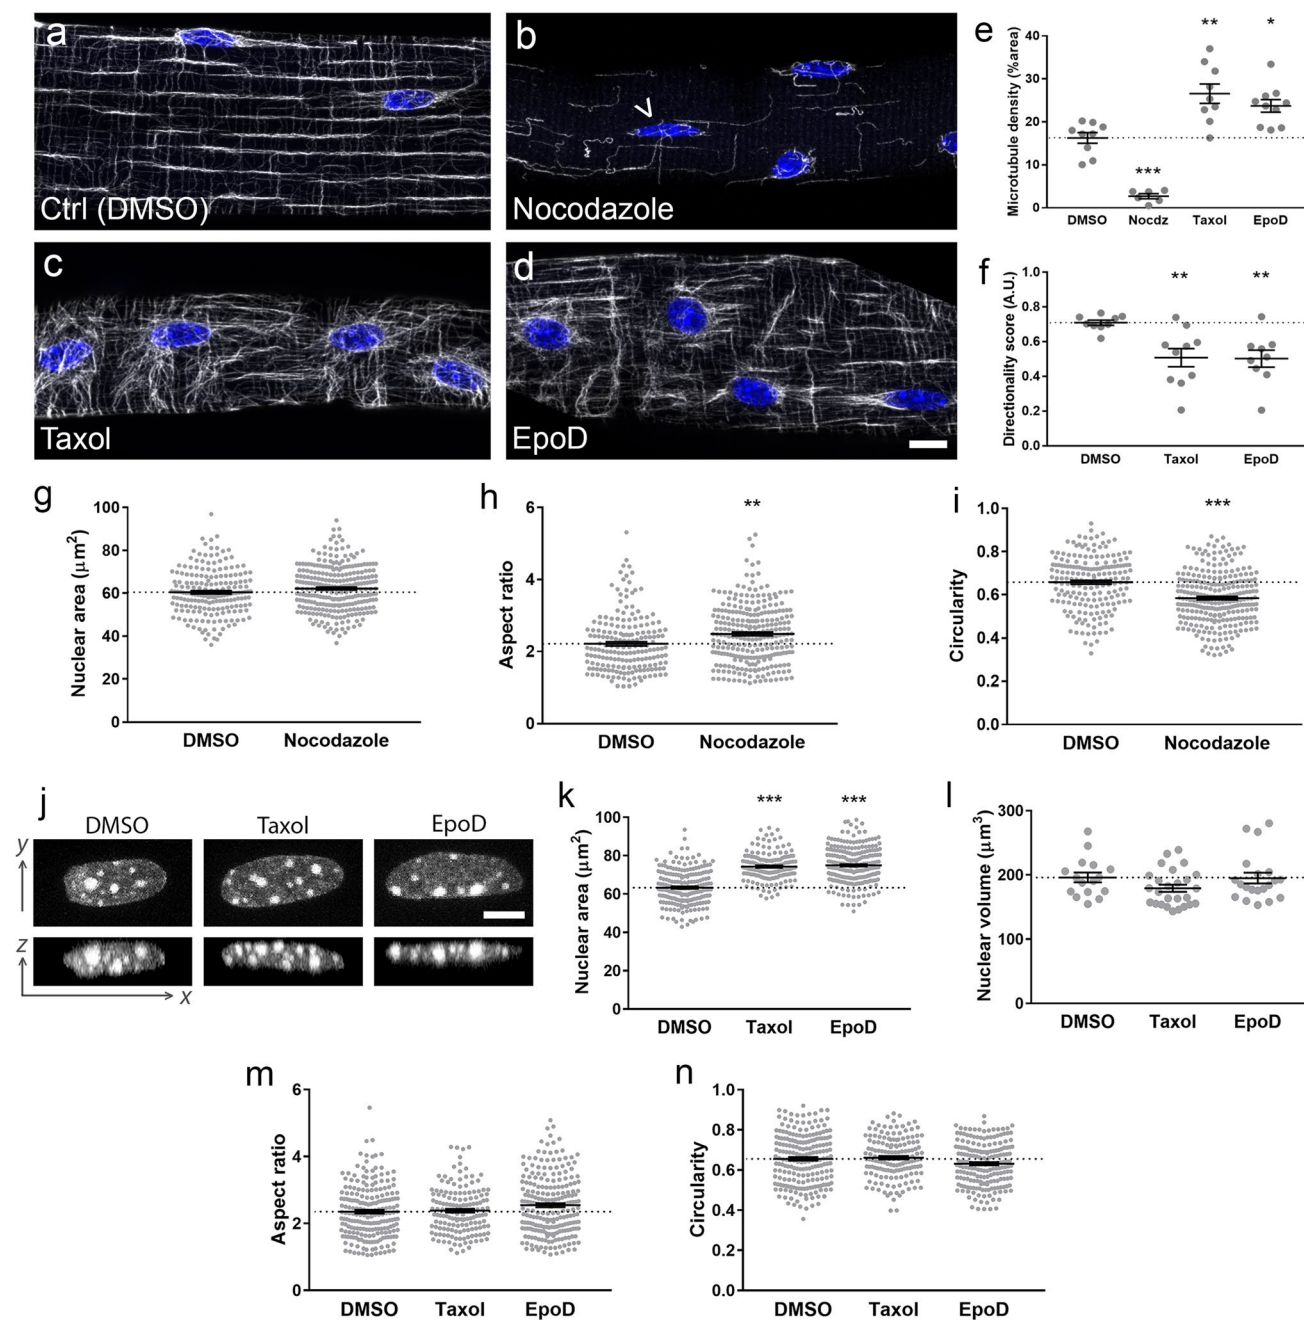 a
Ctrl (DMSO)
b
Nocodazole
c
Taxol
d
EpoD
e
Microtubule density (%area)
40
30
20
10
0
**
*
***
DMSO Nocdz Taxol EpoD
f
Directionality score (A.U.)
1.0
0.8
0.6
0.4
0.2
0.0
** **
DMSO Taxol EpoD
g
Nuclear area (μm2)
100
80
60
40
20
0
DMSO Nocodazole
h
Aspect ratio
6
4
2
0
**
DMSO Nocodazole
i
Circularity
1.0
0.8
0.6
0.4
0.2
0.0
***
DMSO Nocodazole
j
DMSO Taxol EpoD
y
z
x
k
Nuclear area (μm2)
100
80
60
40
20
0
*** ***
DMSO Taxol EpoD
l
Nuclear volume (μm3)
300
200
100
0
DMSO Taxol EpoD
m
Aspect ratio
6
4
2
0
DMSO Taxol EpoD
n
Circularity
1.0
0.8
0.6
0.4
0.2
0.0
DMSO Taxol EpoD